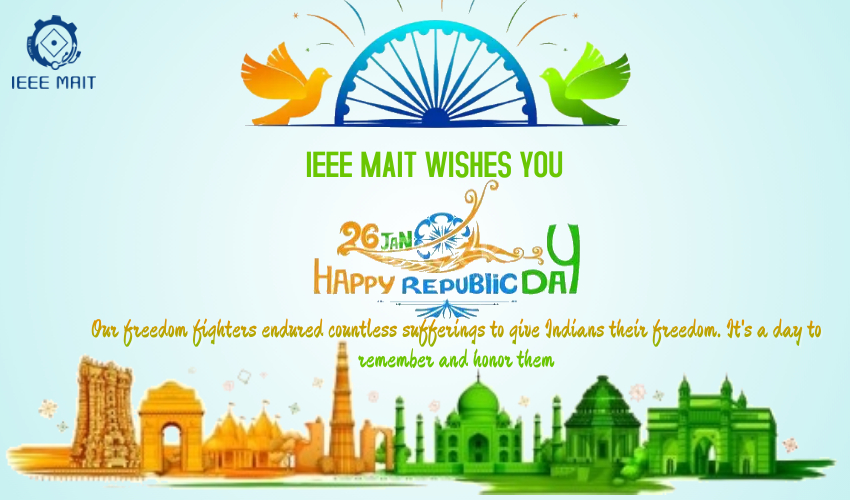 IEEE MAIT
IEEE MAIT WISHES YOU
26 JAN
HAPPY REPUBLIC DAY
Our freedom fighters endured countless sufferings to give Indians their freedom. It's a day to
remember and honor them